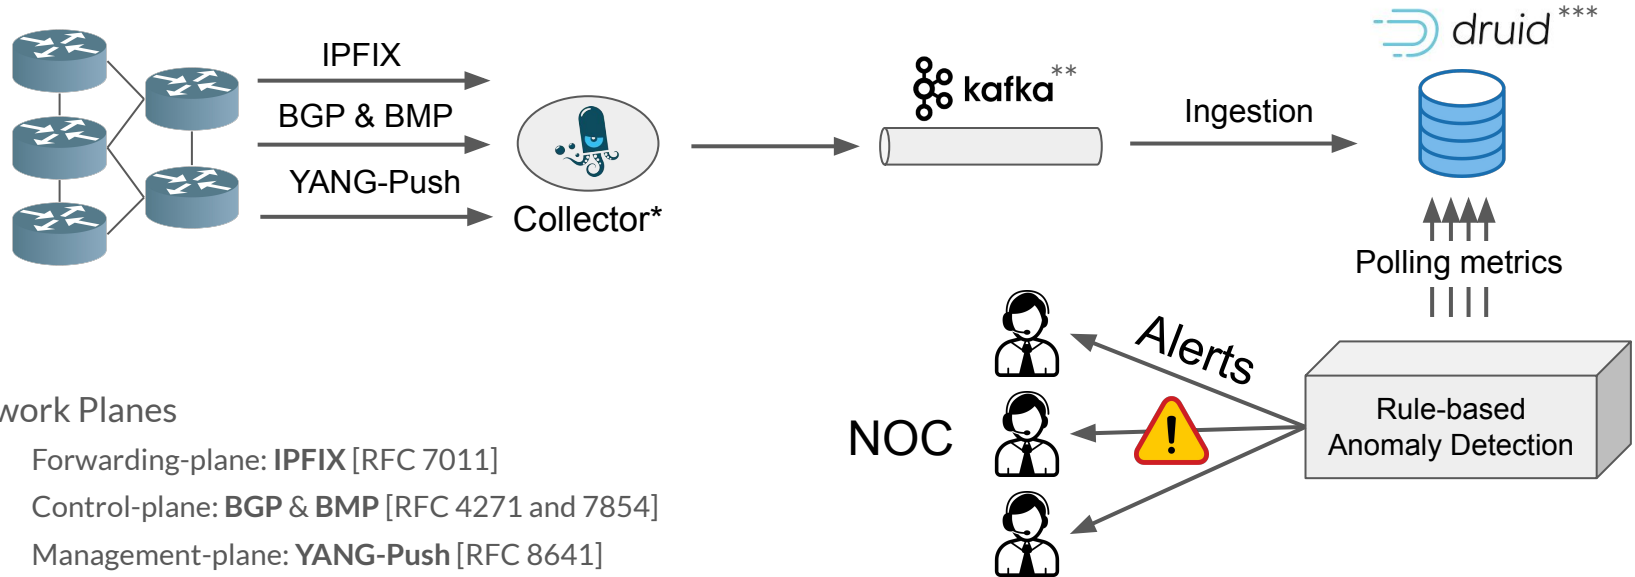 IPFIX
BGP & BMP
YANG-Push
Collector*
kafka**
Ingestion
druid***
Polling metrics
Rule-based
Anomaly Detection
Alerts
!
NOC
work Planes
Forwarding-plane: IPFIX [RFC 7011]
Control-plane: BGP & BMP [RFC 4271 and 7854]
Management-plane: YANG-Push [RFC 8641]